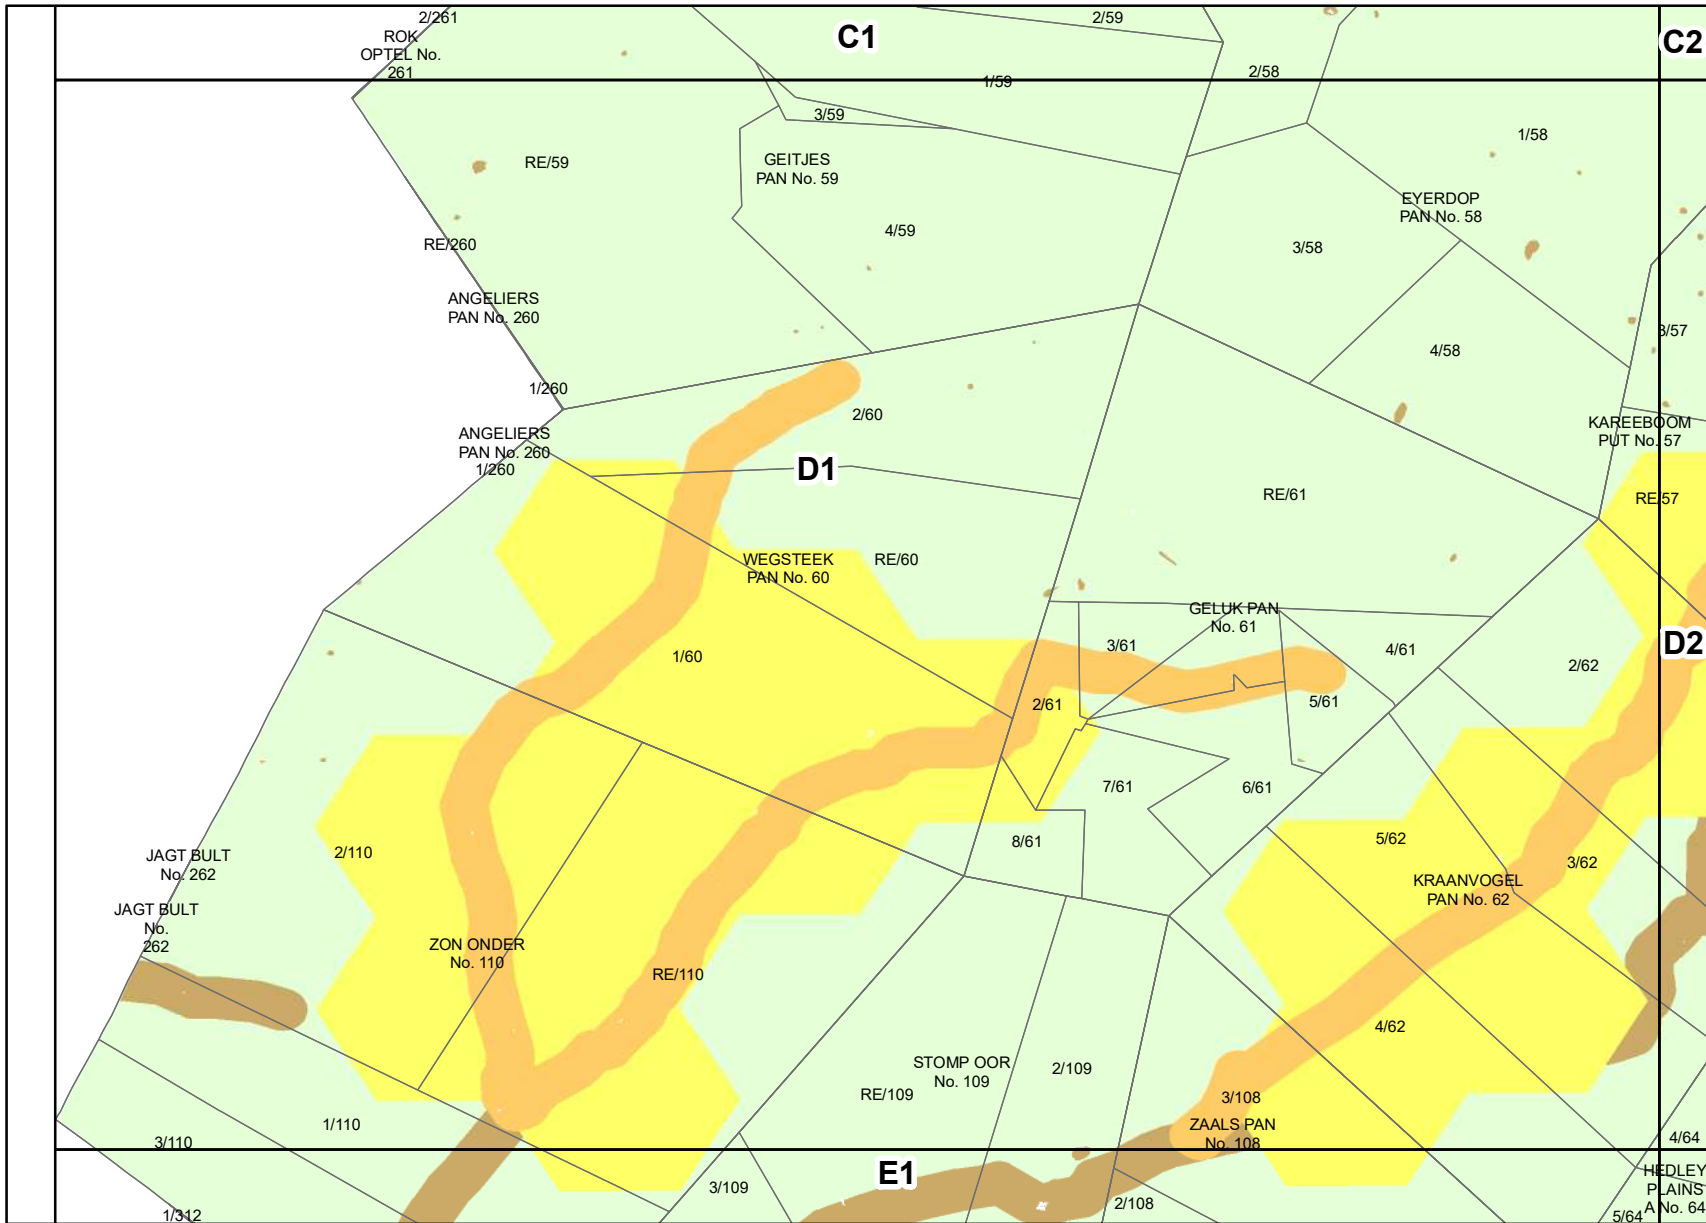 2/261
ROK
OPTEL No.
261
C1
2/59
C2
2/58
1/59
3/59
1/58
RE/59
GEITJES
PAN No. 59
EYERDOP
PAN No. 58
4/59
RE/260
3/58
ANGELIERS
PAN No. 260
3/57
4/58
1/260
2/60
KAREEBOOM
PUT No. 57
ANGELIERS
PAN No. 260
1/260
D1
RE/61
RE/57
WEGSTEEK
PAN No. 60
RE/60
GELUK PAN
No. 61
3/61
4/61
D2
1/60
2/62
2/61
5/61
7/61
6/61
8/61
5/62
2/110
JAGT BULT
No. 262
3/62
KRAANVOGEL
PAN No. 62
JAGT BULT
No.
262
ZON ONDER
No. 110
RE/110
4/62
STOMP OOR
No. 109
2/109
RE/109
3/108
1/110
ZAALS PAN
No. 108
3/110
4/64
E1
HEDLEY
PLAINS
A No. 64
3/109
2/108
1/312
5/64